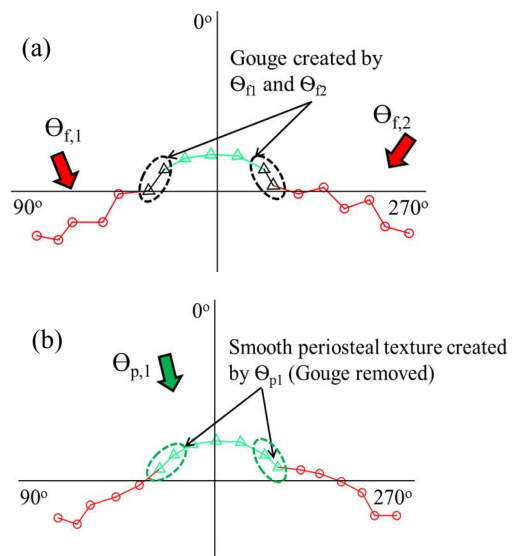 (a)
0°
Gouge created by
Θf1 and Θf2
Θf,1
Θf,2
90°
270°
(b)
0°
Θp,1
Smooth periosteal texture created
by Θp1 (Gouge removed)
90°
270°